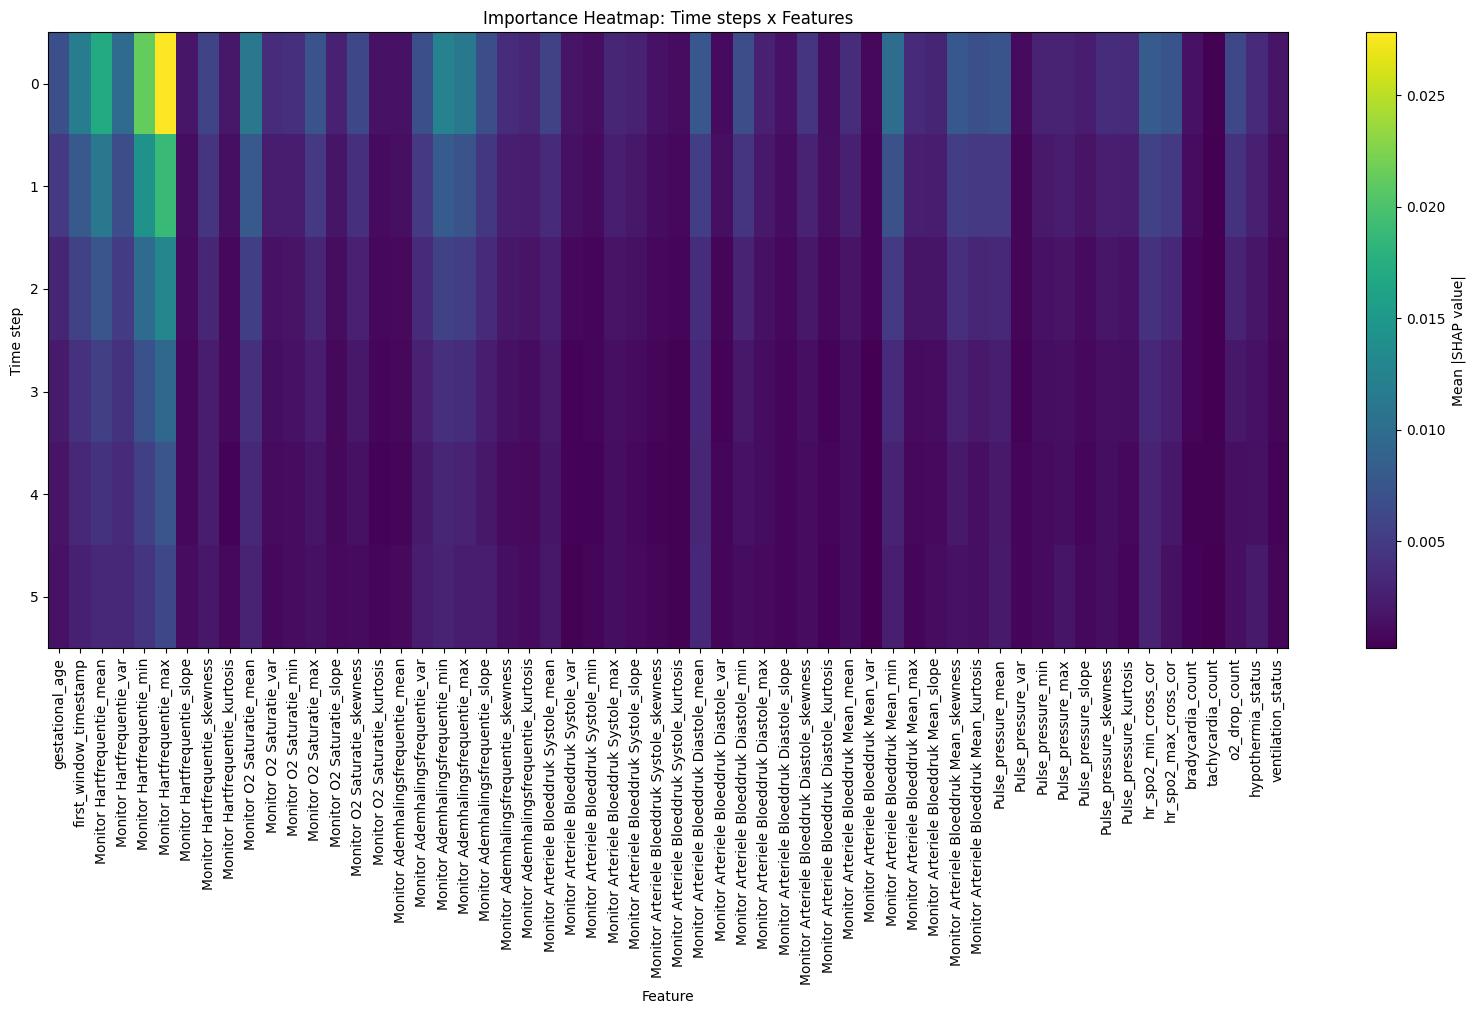 Importance Heatmap: Time steps x Features
Time step
0
1
2
3
4
5
gestational_age
first_window_timestamp
Monitor Hartfrequentie_mean
Monitor Hartfrequentie_var
Monitor Hartfrequentie_min
Monitor Hartfrequentie_max
Monitor Hartfrequentie_slope
Monitor Hartfrequentie_skewness
Monitor Hartfrequentie_kurtosis
Monitor O2 Saturatie_mean
Monitor O2 Saturatie_var
Monitor O2 Saturatie_min
Monitor O2 Saturatie_max
Monitor O2 Saturatie_slope
Monitor O2 Saturatie_skewness
Monitor O2 Saturatie_kurtosis
Monitor Ademhalingsfrequentie_mean
Monitor Ademhalingsfrequentie_var
Monitor Ademhalingsfrequentie_min
Monitor Ademhalingsfrequentie_max
Monitor Ademhalingsfrequentie_slope
Monitor Ademhalingsfrequentie_skewness
Monitor Ademhalingsfrequentie_kurtosis
Monitor Arteriele Bloeddruk Systole_mean
Monitor Arteriele Bloeddruk Systole_var
Monitor Arteriele Bloeddruk Systole_min
Monitor Arteriele Bloeddruk Systole_max
Monitor Arteriele Bloeddruk Systole_slope
Monitor Arteriele Bloeddruk Systole_skewness
Monitor Arteriele Bloeddruk Systole_kurtosis
Monitor Arteriele Bloeddruk Diastole_mean
Monitor Arteriele Bloeddruk Diastole_var
Monitor Arteriele Bloeddruk Diastole_min
Monitor Arteriele Bloeddruk Diastole_max
Monitor Arteriele Bloeddruk Diastole_slope
Monitor Arteriele Bloeddruk Diastole_skewness
Monitor Arteriele Bloeddruk Diastole_kurtosis
Monitor Arteriele Bloeddruk Mean_mean
Monitor Arteriele Bloeddruk Mean_var
Monitor Arteriele Bloeddruk Mean_min
Monitor Arteriele Bloeddruk Mean_max
Monitor Arteriele Bloeddruk Mean_slope
Monitor Arteriele Bloeddruk Mean_skewness
Monitor Arteriele Bloeddruk Mean_kurtosis
Pulse_pressure_mean
Pulse_pressure_var
Pulse_pressure_min
Pulse_pressure_max
Pulse_pressure_slope
Pulse_pressure_skewness
Pulse_pressure_kurtosis
hr_spo2_min_cross_cor
hr_spo2_max_cross_cor
bradycardia_count
tachycardia_count
o2_drop_count
hypothermia_status
ventilation_status
Feature
0.025
0.020
0.015
0.010
0.005
Mean |SHAP value|